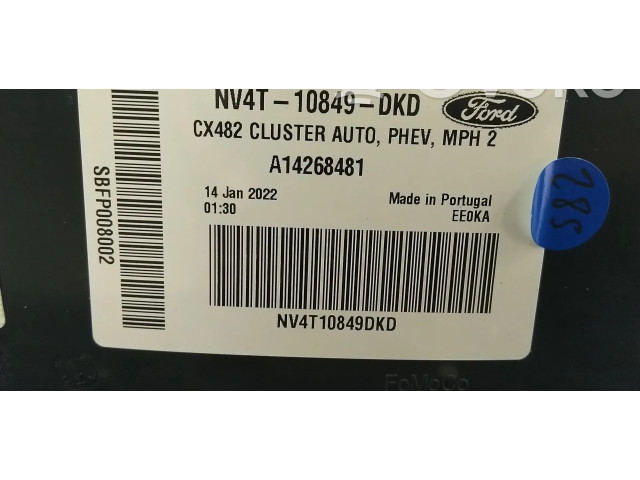 NV4T-10849-DKD
Ford
CX482 CLUSTER AUTO, PHEV, MPH 2
A14268481
14 Jan 2022
01:30
Made in Portugal
EE0KA
NV4T10849DKD
SBFP008002
285
FoMoCo